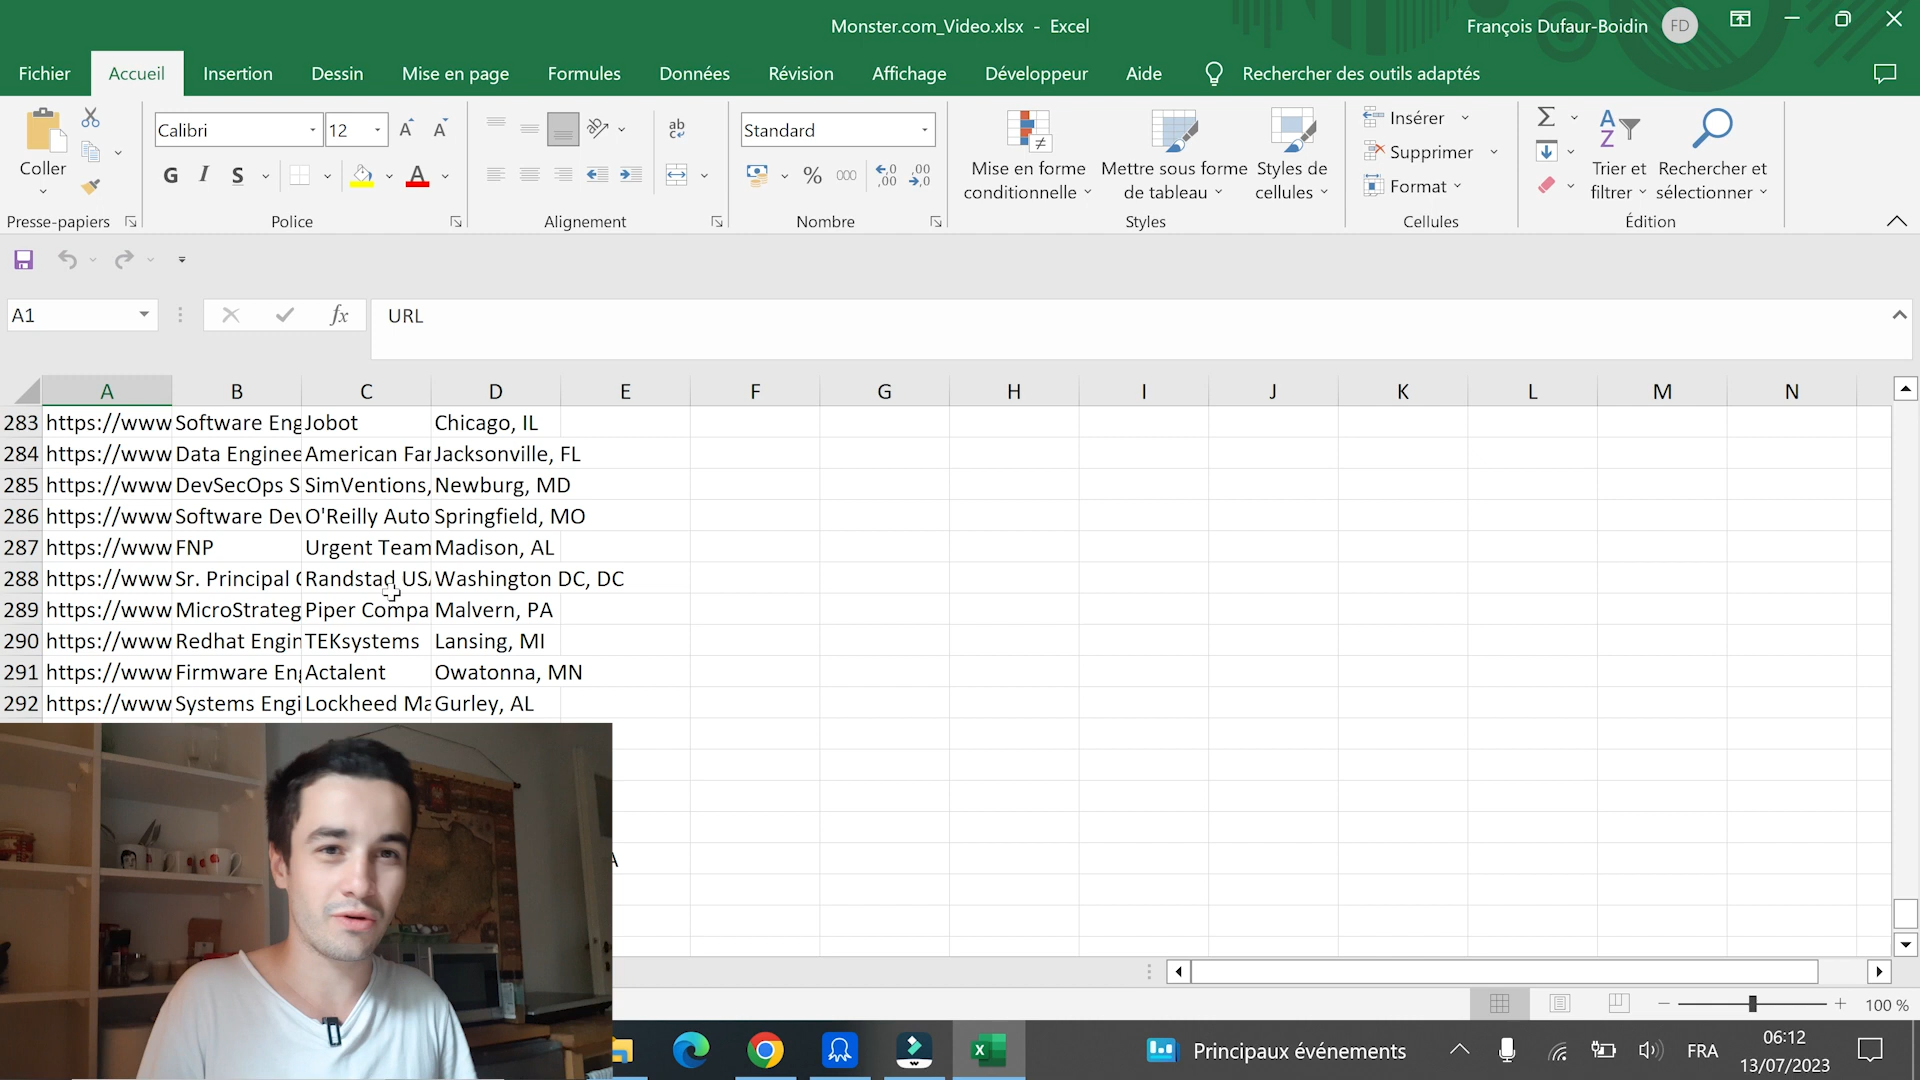 Monster.com_Video.xlsx - Excel
François Dufaur-Boidin FD
Fichier Accueil Insertion Dessin Mise en page Formules Données Révision Affichage Développeur Aide Rechercher des outils adaptés
Coller
Calibri 12 A A
G I S A
ab
Standard
% 000
Mise en forme
conditionnelle
Mettre sous forme
de tableau
Styles de
cellules
Insérer
Supprimer
Format
Trier et
filtrer
Rechercher et
sélectionner
Presse-papiers Police Alignement Nombre Styles Cellules Édition
A1 fx URL
A B C D E F G H I J K L M N
283 https://www Software Eng Jobot Chicago, IL
284 https://www Data Enginee American Far Jacksonville, FL
285 https://www DevSecOps S SimVentions, Newburg, MD
286 https://www Software Dev O'Reilly Auto Springfield, MO
287 https://www FNP Urgent Team Madison, AL
288 https://www Sr. Principal Randstad US Washington DC, DC
289 https://www MicroStrateg Piper Compa Malvern, PA
290 https://www Redhat Engin TEKsystems Lansing, MI
291 https://www Firmware Eng Actalent Owatonna, MN
292 https://www Systems Engi Lockheed Ma Gurley, AL
100 %
Principaux événements FRA 06:12
13/07/2023